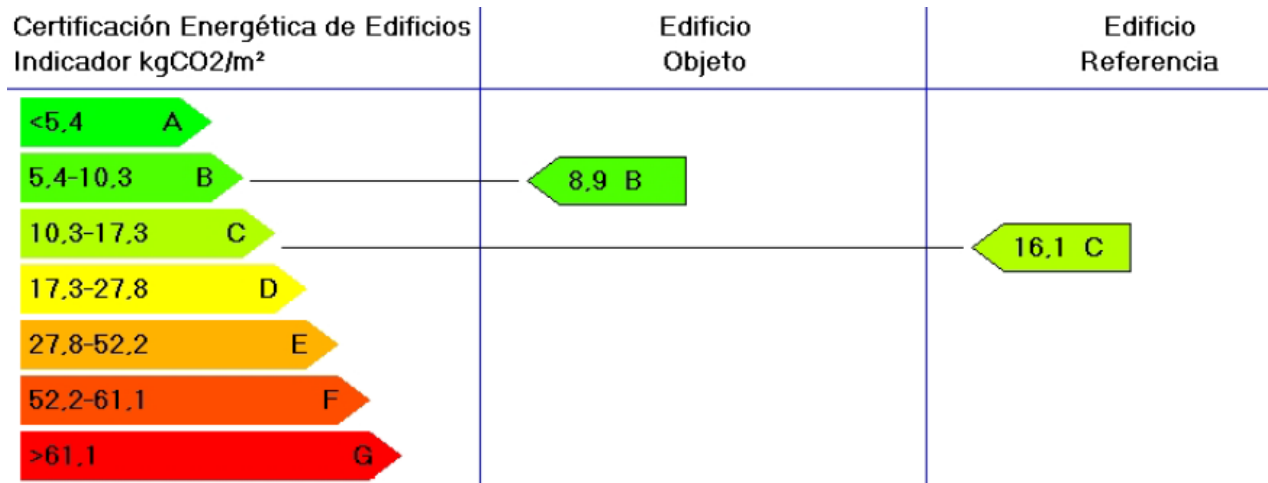 Certificación Energética de Edificios
Indicador kgCO2/m²
Edificio
Objeto
Edificio
Referencia
<5,4 A
5,4-10,3 B
8,9 B
10,3-17,3 C
16,1 C
17,3-27,8 D
27,8-52,2 E
52,2-61,1 F
>61,1 G